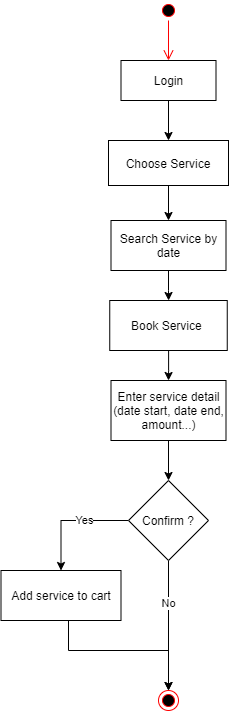 Login
Choose Service
Search Service by
date
Book Service
Enter service detail
(date start, date end,
amount...)
Confirm ?
Yes
Add service to cart
No